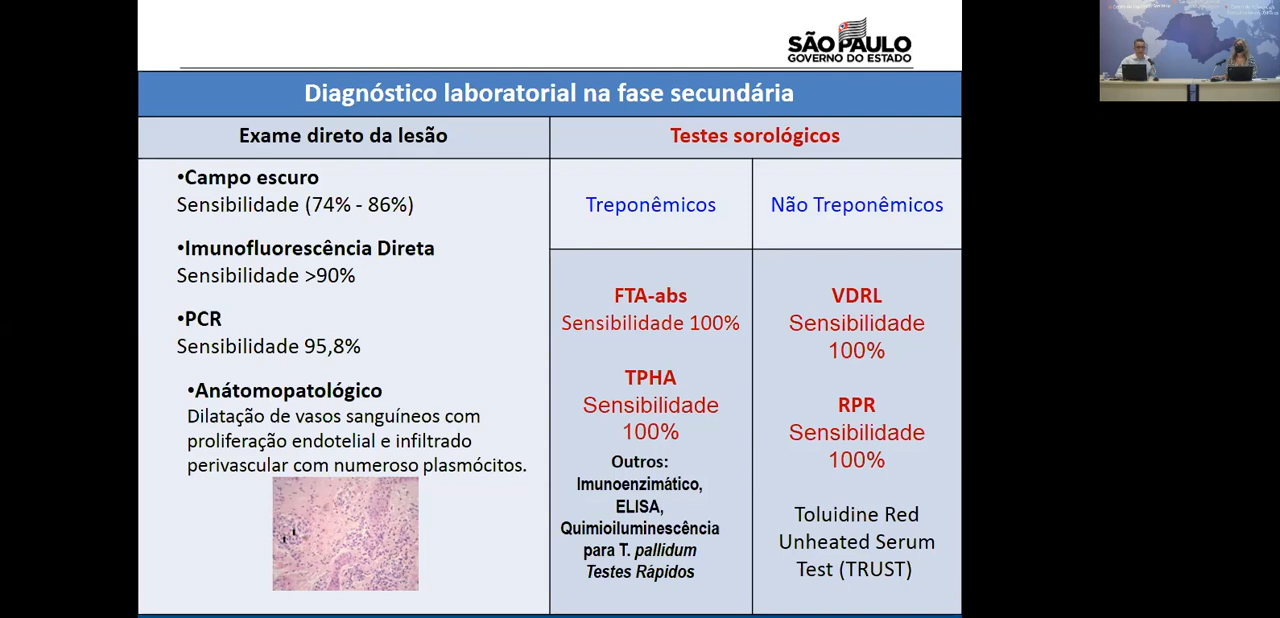 SÃO PAULO
GOVERNO DO ESTADO
Diagnóstico laboratorial na fase secundária
Exame direto da lesão
Testes sorológicos
•Campo escuro
Sensibilidade (74% - 86%)
•Imunofluorescência Direta
Sensibilidade >90%
•PCR
Sensibilidade 95,8%
•Anátomopatológico
Dilatação de vasos sanguíneos com
proliferação endotelial e infiltrado
perivascular com numeroso plasmócitos.
Treponêmicos
FTA-abs
Sensibilidade 100%
TPHA
Sensibilidade
100%
Outros:
Imunoenzimático,
ELISA,
Quimioiluminescência
para T. pallidum
Testes Rápidos
Não Treponêmicos
VDRL
Sensibilidade
100%
RPR
Sensibilidade
100%
Toluidine Red
Unheated Serum
Test (TRUST)